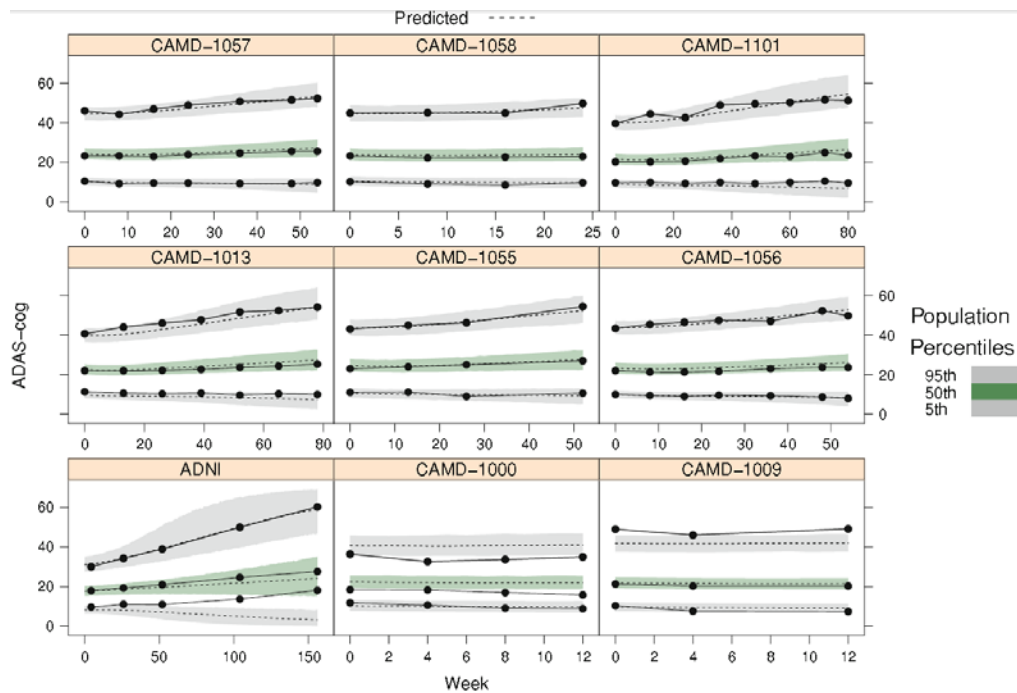 Predicted
CAMD-1057 CAMD-1058 CAMD-1101
60
40
20
0
0 10 20 30 40 50 0 5 10 15 20 25 0 20 40 60 80
CAMD-1013 CAMD-1055 CAMD-1056
60
40
20
0
0 20 40 60 80 0 10 20 30 40 50 0 10 20 30 40 50
ADNI CAMD-1000 CAMD-1009
60
40
20
0
0 50 100 150 0 2 4 6 8 10 12 0 2 4 6 8 10 12
ADAS-cog
Week
Population
Percentiles
95th
50th
5th